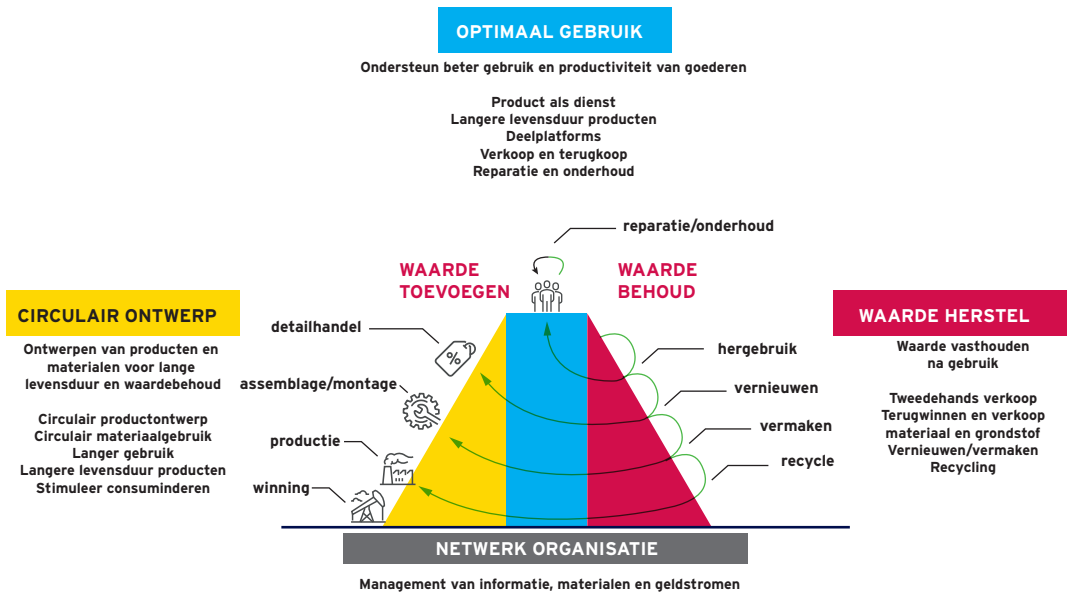 OPTIMAAL GEBRUIK
Ondersteun beter gebruik en productiviteit van goederen
Product als dienst
Langere levensduur producten
Deelplatforms
Verkoop en terugkoop
Reparatie en onderhoud
reparatie/onderhoud
WAARDE
TOEVOEGEN
WAARDE
BEHOUD
CIRCULAIR ONTWERP
Ontwerpen van producten en
materialen voor lange
levensduur en waardebehoud
Circulair productontwerp
Circulair materiaalgebruik
Langer gebruik
Langere levensduur producten
Stimuleer consuminderen
detailhandel
%
assemblage/montage
productie
winning
hergebruik
vernieuwen
vermaken
recycle
WAARDE HERSTEL
Waarde vasthouden
na gebruik
Tweedehands verkoop
Terugwinnen en verkoop
materiaal en grondstof
Vernieuwen/vermaken
Recycling
NETWERK ORGANISATIE
Management van informatie, materialen en geldstromen